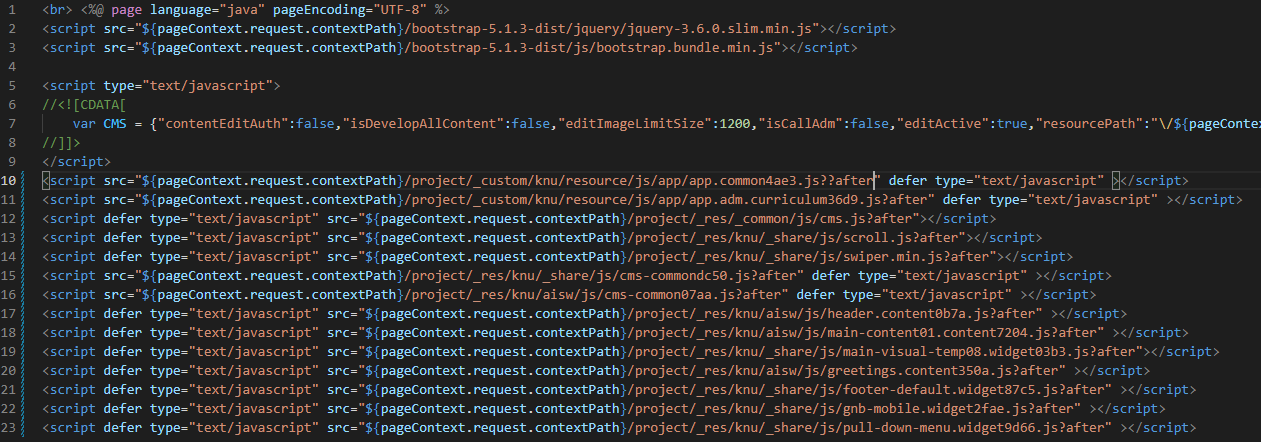 1 <br> <%@ page language="java" pageEncoding="UTF-8" %>
2 <script src="${pageContext.request.contextPath}/bootstrap-5.1.3-dist/jquery/jquery-3.6.0.slim.min.js"></script>
3 <script src="${pageContext.request.contextPath}/bootstrap-5.1.3-dist/js/bootstrap.bundle.min.js"></script>
4
5 <script type="text/javascript">
6 //<![CDATA[
7 var CMS = {"contentEditAuth":false,"isDevelopAllContent":false,"editImageLimitSize":1200,"isCallAdm":false,"editActive":true,"resourcePath":"\/${pageConte
8 //]]>
9 </script>
10 <script src="${pageContext.request.contextPath}/project/_custom/knu/resource/js/app/app.common4ae3.js??after" defer type="text/javascript" ></script>
11 <script src="${pageContext.request.contextPath}/project/_custom/knu/resource/js/app/app.adm.curriculum36d9.js?after" defer type="text/javascript" ></script>
12 <script defer type="text/javascript" src="${pageContext.request.contextPath}/project/_res/_common/js/cms.js?after"></script>
13 <script defer type="text/javascript" src="${pageContext.request.contextPath}/project/_res/knu/_share/js/scroll.js?after"></script>
14 <script defer type="text/javascript" src="${pageContext.request.contextPath}/project/_res/knu/_share/js/swiper.min.js?after"></script>
15 <script src="${pageContext.request.contextPath}/project/_res/knu/_share/js/cms-commondc50.js?after" defer type="text/javascript" ></script>
16 <script src="${pageContext.request.contextPath}/project/_res/knu/aisw/js/cms-common07aa.js?after" defer type="text/javascript" ></script>
17 <script defer type="text/javascript" src="${pageContext.request.contextPath}/project/_res/knu/aisw/js/header.content0b7a.js?after" ></script>
18 <script defer type="text/javascript" src="${pageContext.request.contextPath}/project/_res/knu/aisw/js/main-content01.content7204.js?after" ></script>
19 <script defer type="text/javascript" src="${pageContext.request.contextPath}/project/_res/knu/_share/js/main-visual-temp08.widget03b3.js?after"></script>
20 <script defer type="text/javascript" src="${pageContext.request.contextPath}/project/_res/knu/aisw/js/greetings.content350a.js?after" ></script>
21 <script defer type="text/javascript" src="${pageContext.request.contextPath}/project/_res/knu/_share/js/footer-default.widget87c5.js?after" ></script>
22 <script defer type="text/javascript" src="${pageContext.request.contextPath}/project/_res/knu/_share/js/gnb-mobile.widget2fae.js?after" ></script>
23 <script defer type="text/javascript" src="${pageContext.request.contextPath}/project/_res/knu/_share/js/pull-down-menu.widget9d66.js?after" ></script>